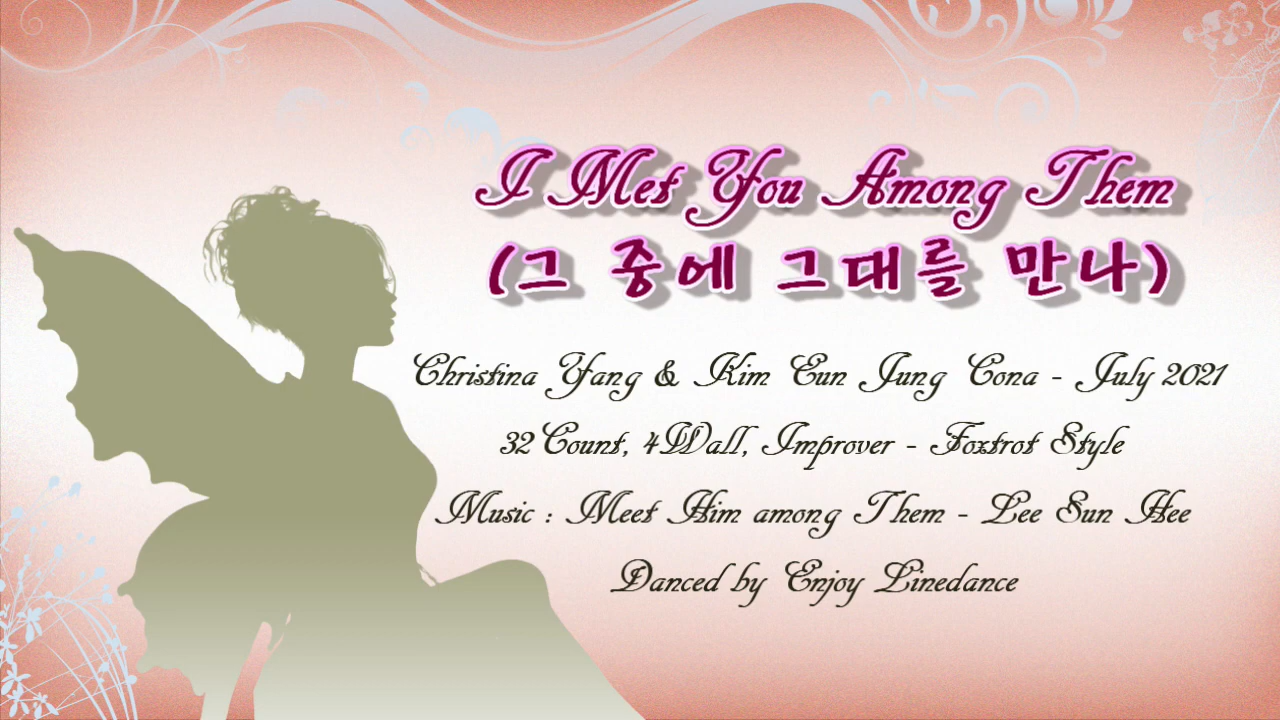 I Met You Among Them
(그 중에 그대를 만나)
Christina Yang & Kim Eun Jung Cona - July 2021
32 Count, 4 Wall, Improver - Foxtrot Style
Music : Meet Him among Them - Lee Sun Hee
Danced by Enjoy Linedance